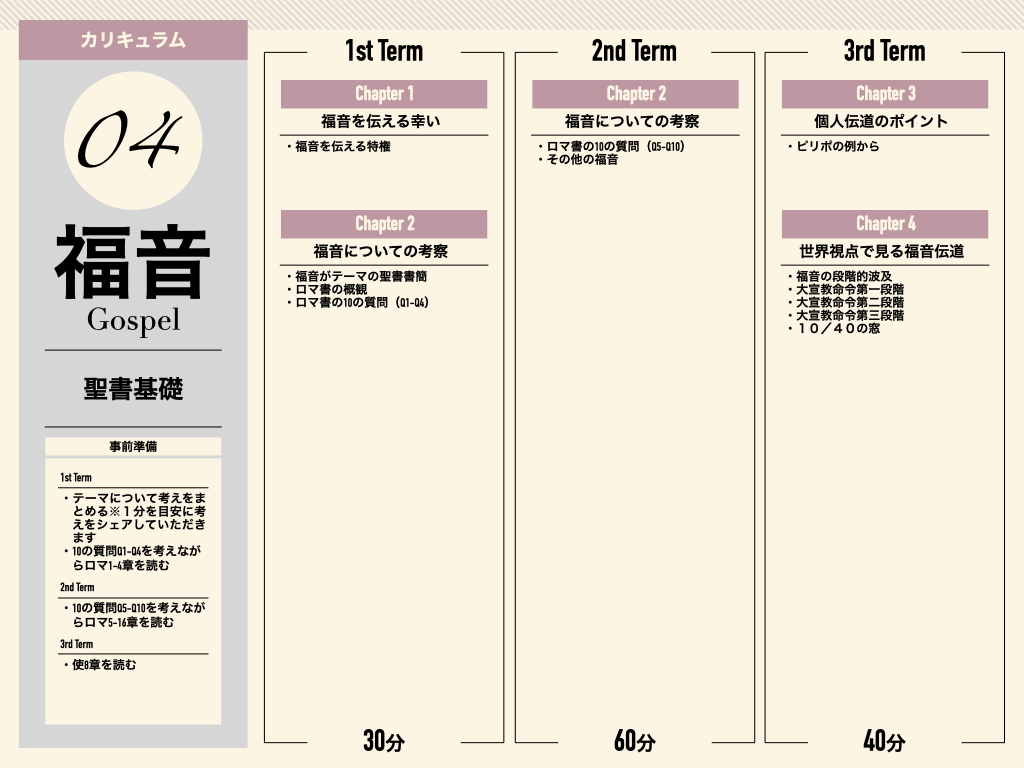 カリキュラム
04
福音
Gospel
聖書基礎
事前準備
1st Term
・テーマについて考えをま
とめる※１分を目安に考
えをシェアしていただき
ます
・10の質問Q1-Q4を考えなが
らロマ1-4章を読む
2nd Term
・10の質問Q5-Q10を考えなが
らロマ5-16章を読む
3rd Term
・使8章を読む
1st Term
Chapter 1
福音を伝える幸い
・福音を伝える特権
Chapter 2
福音についての考察
・福音がテーマの聖書書簡
・ロマ書の概観
・ロマ書の10の質問（Q1-Q4）
30分
2nd Term
Chapter 2
福音についての考察
・ロマ書の10の質問（Q5-Q10）
・その他の福音
60分
3rd Term
Chapter 3
個人伝道のポイント
・ピリポの例から
Chapter 4
世界視点で見る福音伝道
・福音の段階的波及
・大宣教命令第一段階
・大宣教命令第二段階
・大宣教命令第三段階
・１０／４０の窓
40分